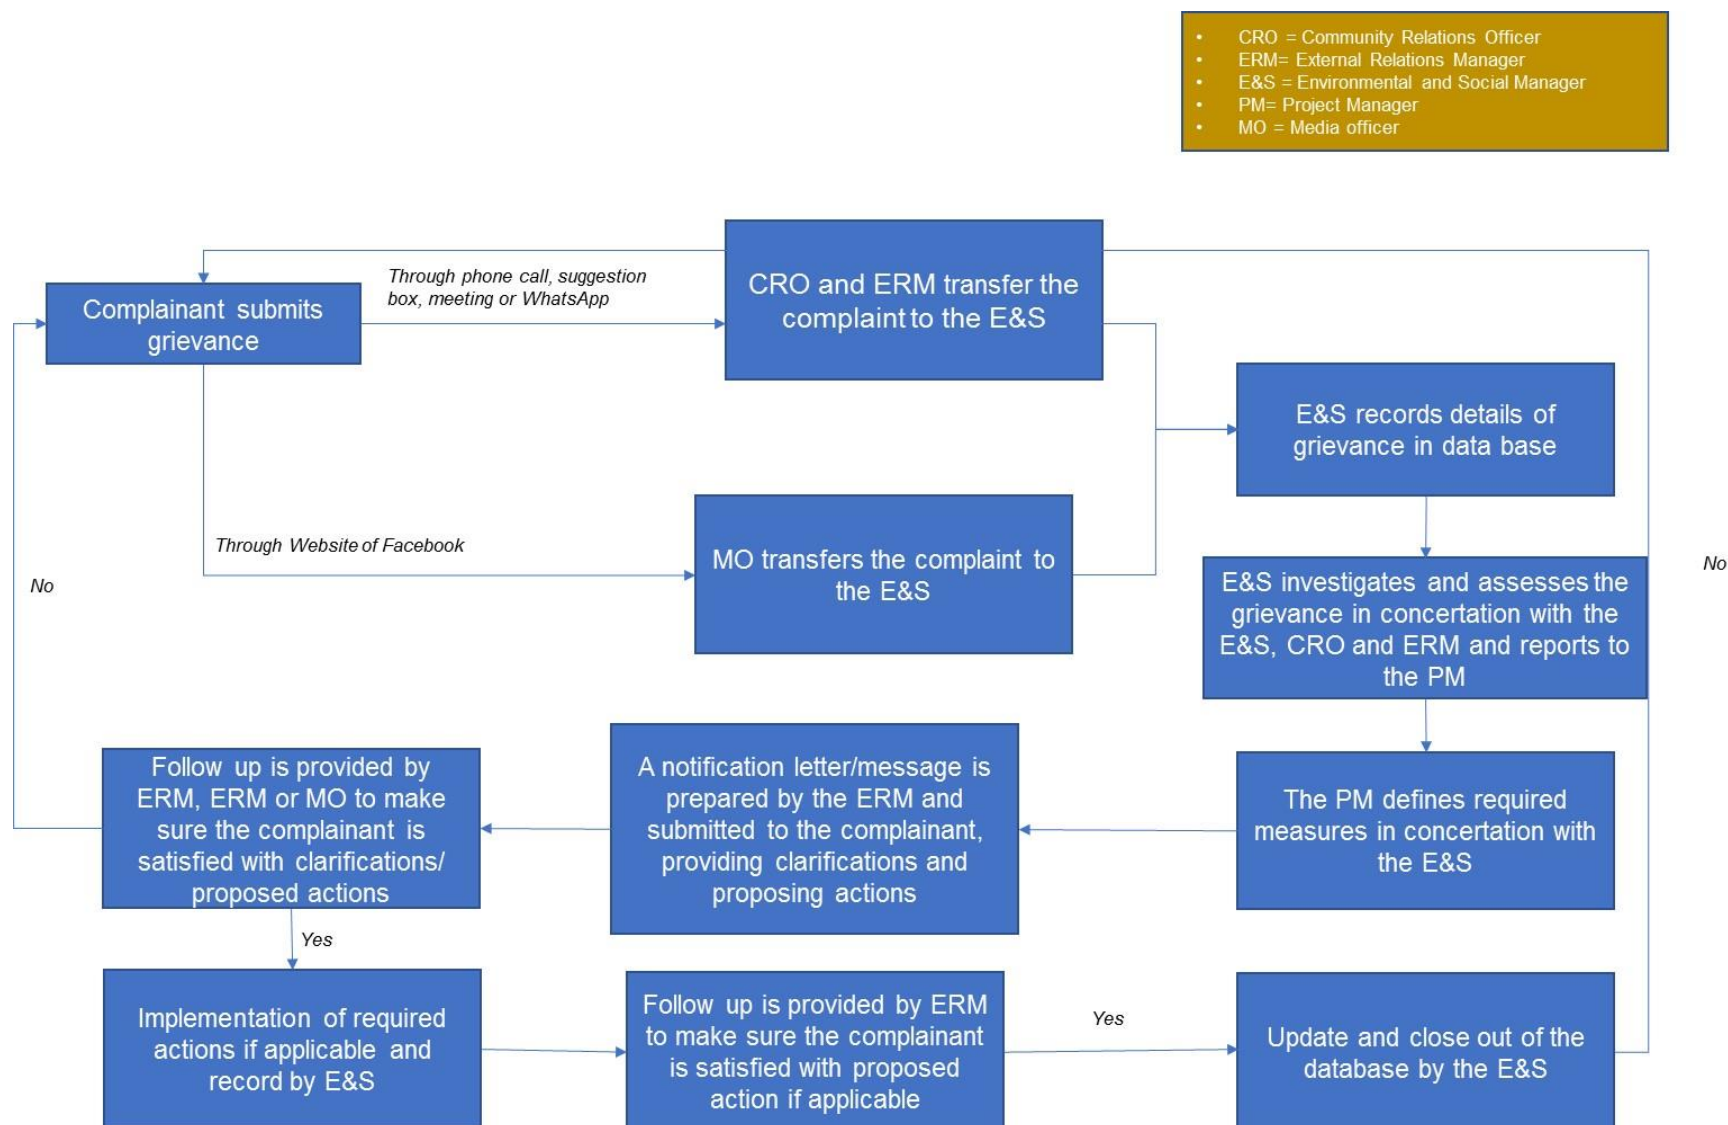 • CRO = Community Relations Officer
• ERM= External Relations Manager
• E&S = Environmental and Social Manager
• PM= Project Manager
• MO = Media officer
Complainant submits
grievance
Through phone call, suggestion
box, meeting or WhatsApp
CRO and ERM transfer the
complaint to the E&S
E&S records details of
grievance in data base
Through Website of Facebook
MO transfers the complaint to
the E&S
No
No
E&S investigates and assesses the
grievance in concertation with the
E&S, CRO and ERM and reports to
the PM
The PM defines required
measures in concertation with
the E&S
A notification letter/message is
prepared by the ERM and
submitted to the complainant,
providing clarifications and
proposing actions
Follow up is provided by
ERM, ERM or MO to make
sure the complainant is
satisfied with clarifications/
proposed actions
Yes
Implementation of required
actions if applicable and
record by E&S
Follow up is provided by ERM
to make sure the complainant
is satisfied with proposed
action if applicable
Yes
Update and close out of the
database by the E&S